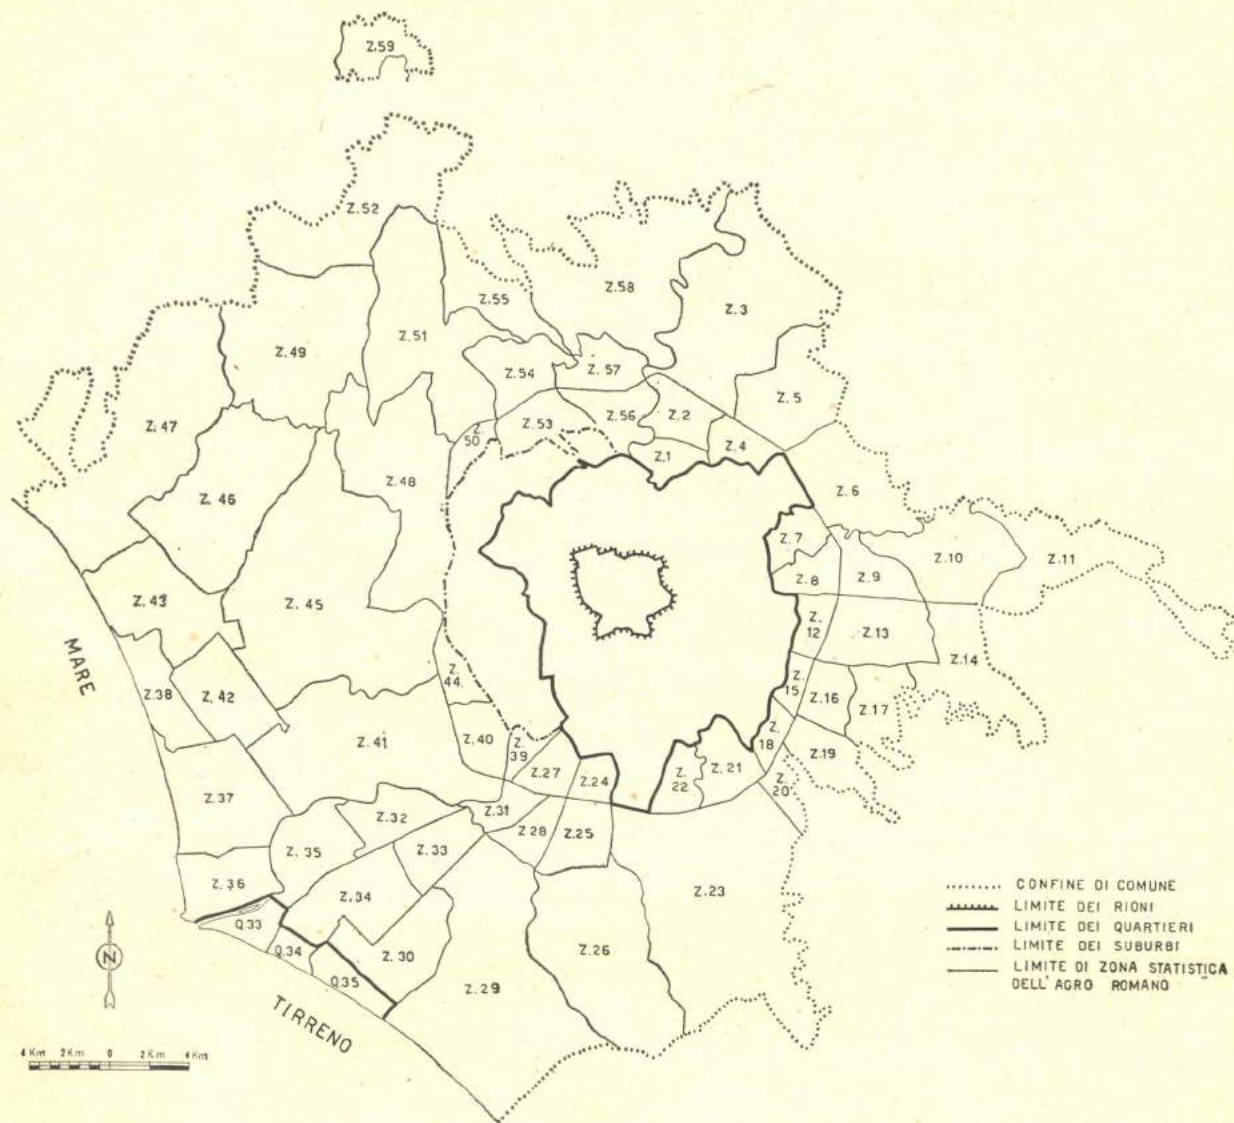 Z.59
Z.52
Z.58
Z.55
Z.3
Z.51
Z.49
Z.54
Z.57
Z.5
Z.47
Z.50
Z.53
Z.56
Z.2
Z.4
Z.1
Z.48
Z.46
Z.6
Z.7
Z.10
Z.11
Z.8
Z.9
Z.43
Z.45
Z.12
Z.13
Z.14
MARE
Z.44
Z.38
Z.42
Z.15
Z.16
Z.17
Z.41
Z.40
Z.39
Z.18
Z.19
Z.27
Z.24
Z.22
Z.21
Z.20
Z.37
Z.32
Z.31
Z.28
Z.25
Z.35
Z.33
Z.36
Z.34
Z.23
Q.33
Q.34
Z.30
Z.26
Q.35
Z.29
TIRRENO
N
4 Km 2 Km 0 2 Km 4 Km
CONFINE DI COMUNE
LIMITE DEI RIONI
LIMITE DEI QUARTIERI
LIMITE DEI SUBURBI
LIMITE DI ZONA STATISTICA
DELL'AGRO ROMANO